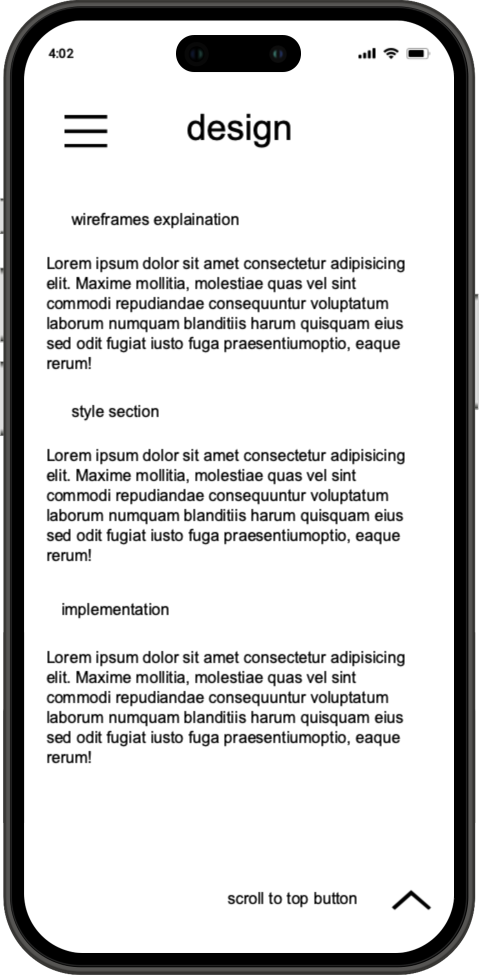 4:02
design
wireframes explaination
Lorem ipsum dolor sit amet consectetur adipisicing
elit. Maxime mollitia, molestiae quas vel sint
commodi repudiandae consequuntur voluptatum
laborum numquam blanditiis harum quisquam eius
sed odit fugiat iusto fuga praesentiumoptio, eaque
rerum!
style section
Lorem ipsum dolor sit amet consectetur adipisicing
elit. Maxime mollitia, molestiae quas vel sint
commodi repudiandae consequuntur voluptatum
laborum numquam blanditiis harum quisquam eius
sed odit fugiat iusto fuga praesentiumoptio, eaque
rerum!
implementation
Lorem ipsum dolor sit amet consectetur adipisicing
elit. Maxime mollitia, molestiae quas vel sint
commodi repudiandae consequuntur voluptatum
laborum numquam blanditiis harum quisquam eius
sed odit fugiat iusto fuga praesentiumoptio, eaque
rerum!
scroll to top button